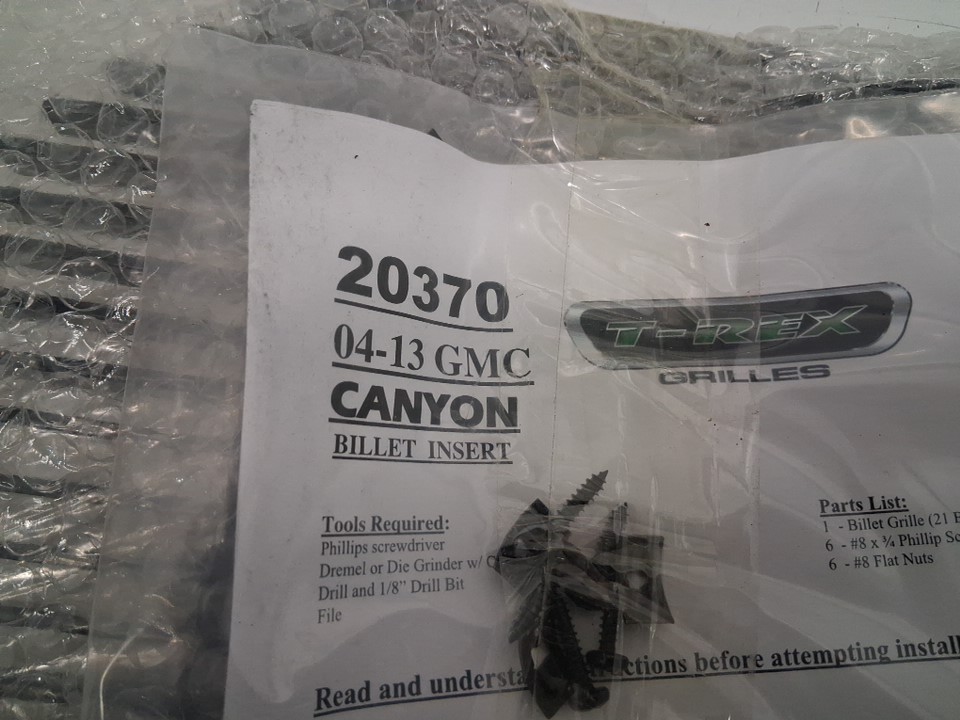 20370
04-13 GMC
CANYON
BILLET INSERT
T-REX
GRILLES
Tools Required:
Phillips screwdriver
Dremel or Die Grinder w/ C
Drill and 1/8" Drill Bit
File
Parts List:
1 - Billet Grille (21 B
6 - #8 x ¾ Phillip Sc
6 - #8 Flat Nuts
Read and understa ctions before attempting install